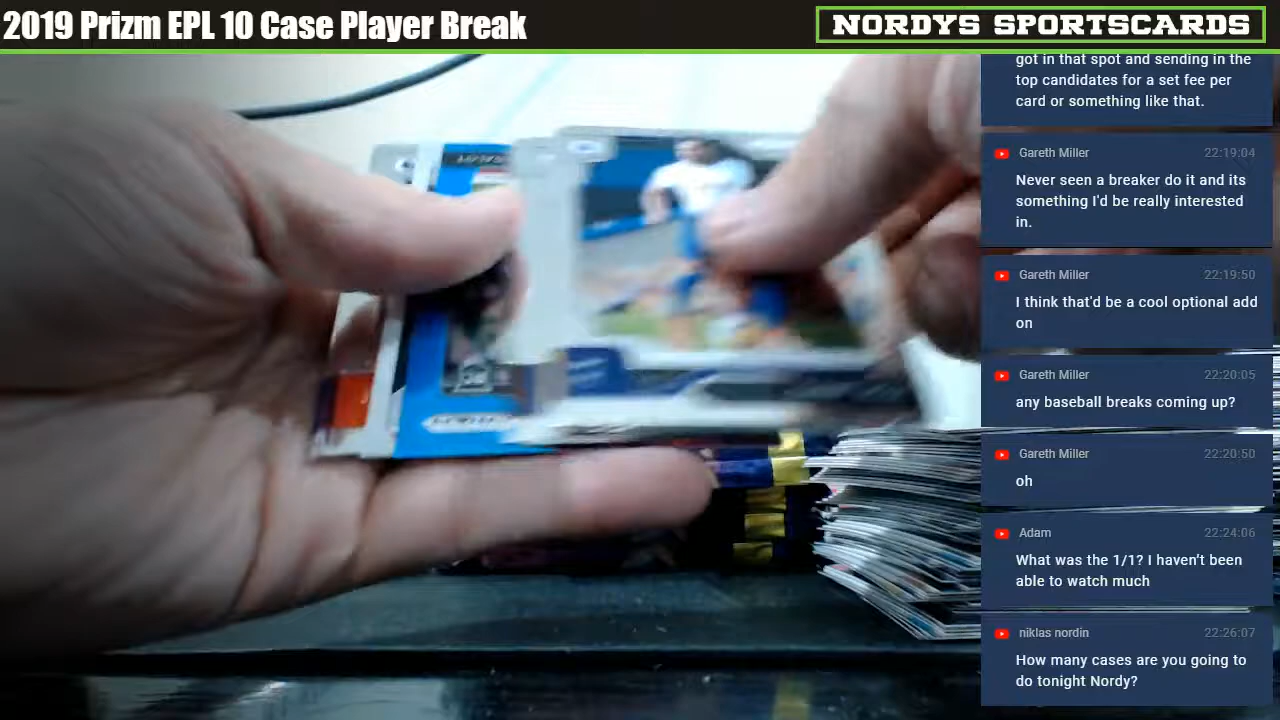 2019 Prizm EPL 10 Case Player Break
NORDYS SPORTSCARDS
got in that spot and sending in the
top candidates for a set fee per
card or something like that.
Gareth Miller 22:19:04
Never seen a breaker do it and its
something I'd be really interested
in.
Gareth Miller 22:19:50
I think that'd be a cool optional add
on
Gareth Miller 22:20:05
any baseball breaks coming up?
Gareth Miller 22:20:50
oh
Adam 22:24:06
What was the 1/1? I haven't been
able to watch much
niklas nordin 22:26:07
How many cases are you going to
do tonight Nordy?